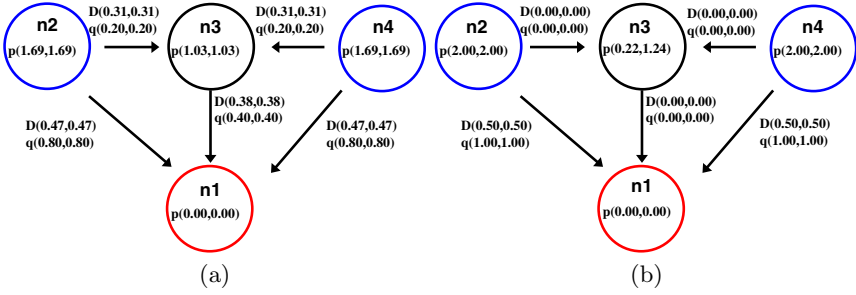 n2
p(1.69,1.69)
D(0.31,0.31)
q(0.20,0.20)
n3
p(1.03,1.03)
D(0.31,0.31)
q(0.20,0.20)
n4
p(1.69,1.69)
D(0.38,0.38)
q(0.40,0.40)
D(0.47,0.47)
q(0.80,0.80)
D(0.47,0.47)
q(0.80,0.80)
n1
p(0.00,0.00)
(a)
n2
p(2.00,2.00)
D(0.00,0.00)
q(0.00,0.00)
n3
p(0.22,1.24)
D(0.00,0.00)
q(0.00,0.00)
n4
p(2.00,2.00)
D(0.00,0.00)
q(0.00,0.00)
D(0.50,0.50)
q(1.00,1.00)
D(0.50,0.50)
q(1.00,1.00)
n1
p(0.00,0.00)
(b)